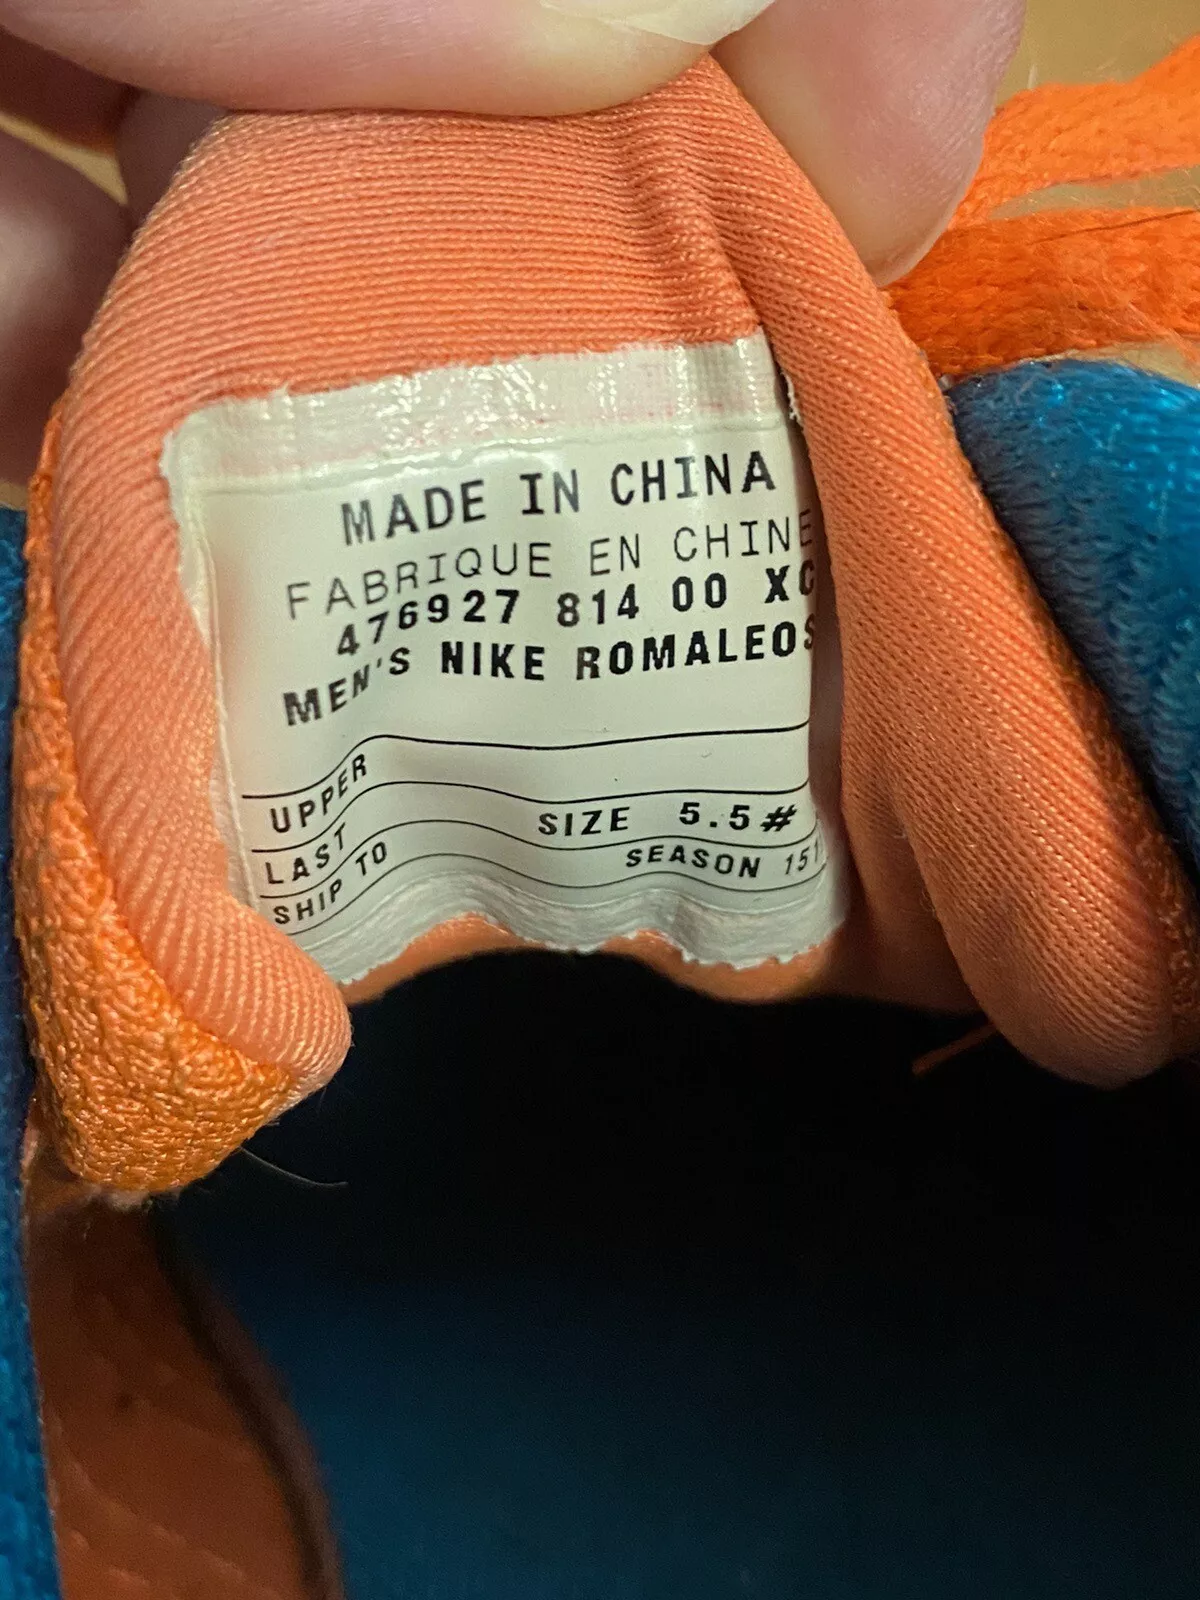 MADE IN CHINA
FABRIQUE EN CHINE
476927 814 00 XC
MEN'S NIKE ROMALEOS
UPPER
LAST SIZE 5.5#
SHIP TO SEASON 151